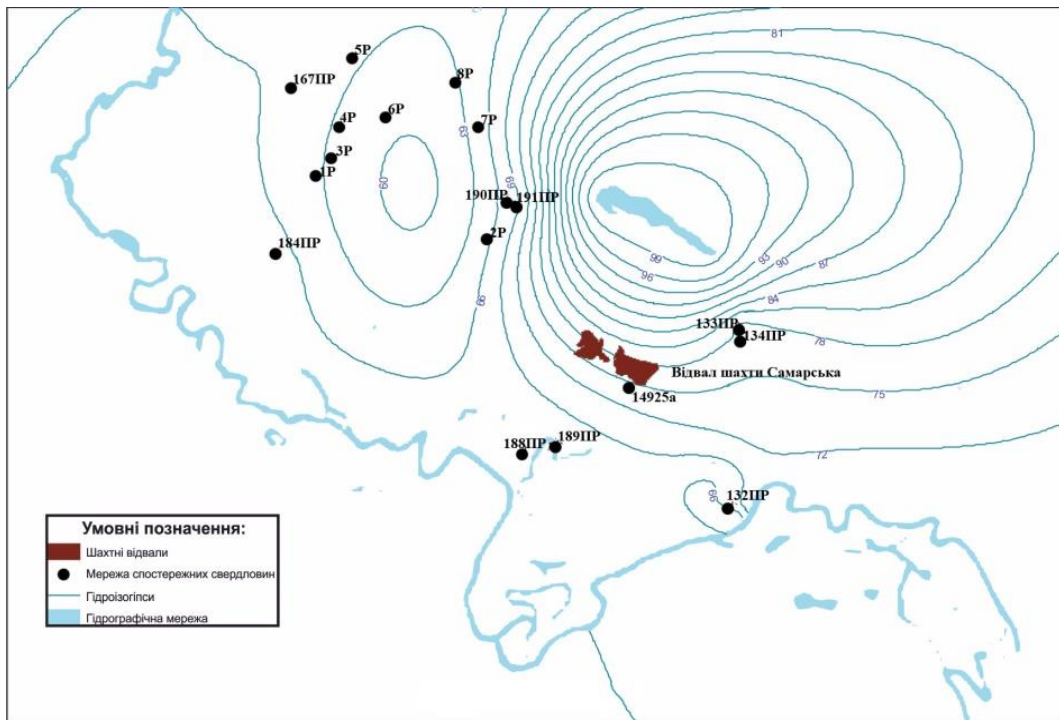 81
5Р
8Р
167ПР
6Р
4Р
7Р
63
3Р
1Р
60
69
190ПР
191ПР
2Р
184ПР
99
93
90
87
96
84
66
133ПР
134ПР
78
Відвал шахти Самарська
14925а
75
189ПР
188ПР
72
66
132ПР
Умовні позначення:
Шахтні відвали
Мережа спостережних свердловин
Гідроізогіпси
Гідрографічна мережа